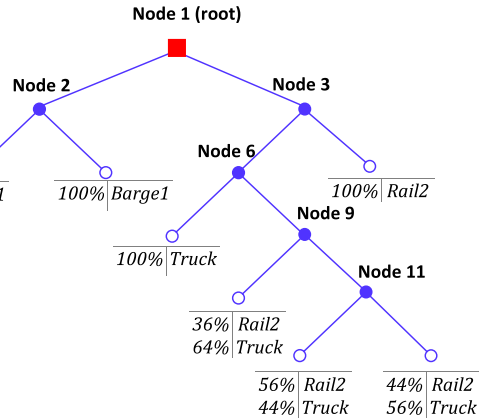 Node 1 (root)
Node 2
Node 3
Node 6
100% Barge1
100% Rail2
Node 9
100% Truck
Node 11
36% Rail2
64% Truck
56% Rail2
44% Truck
44% Rail2
56% Truck